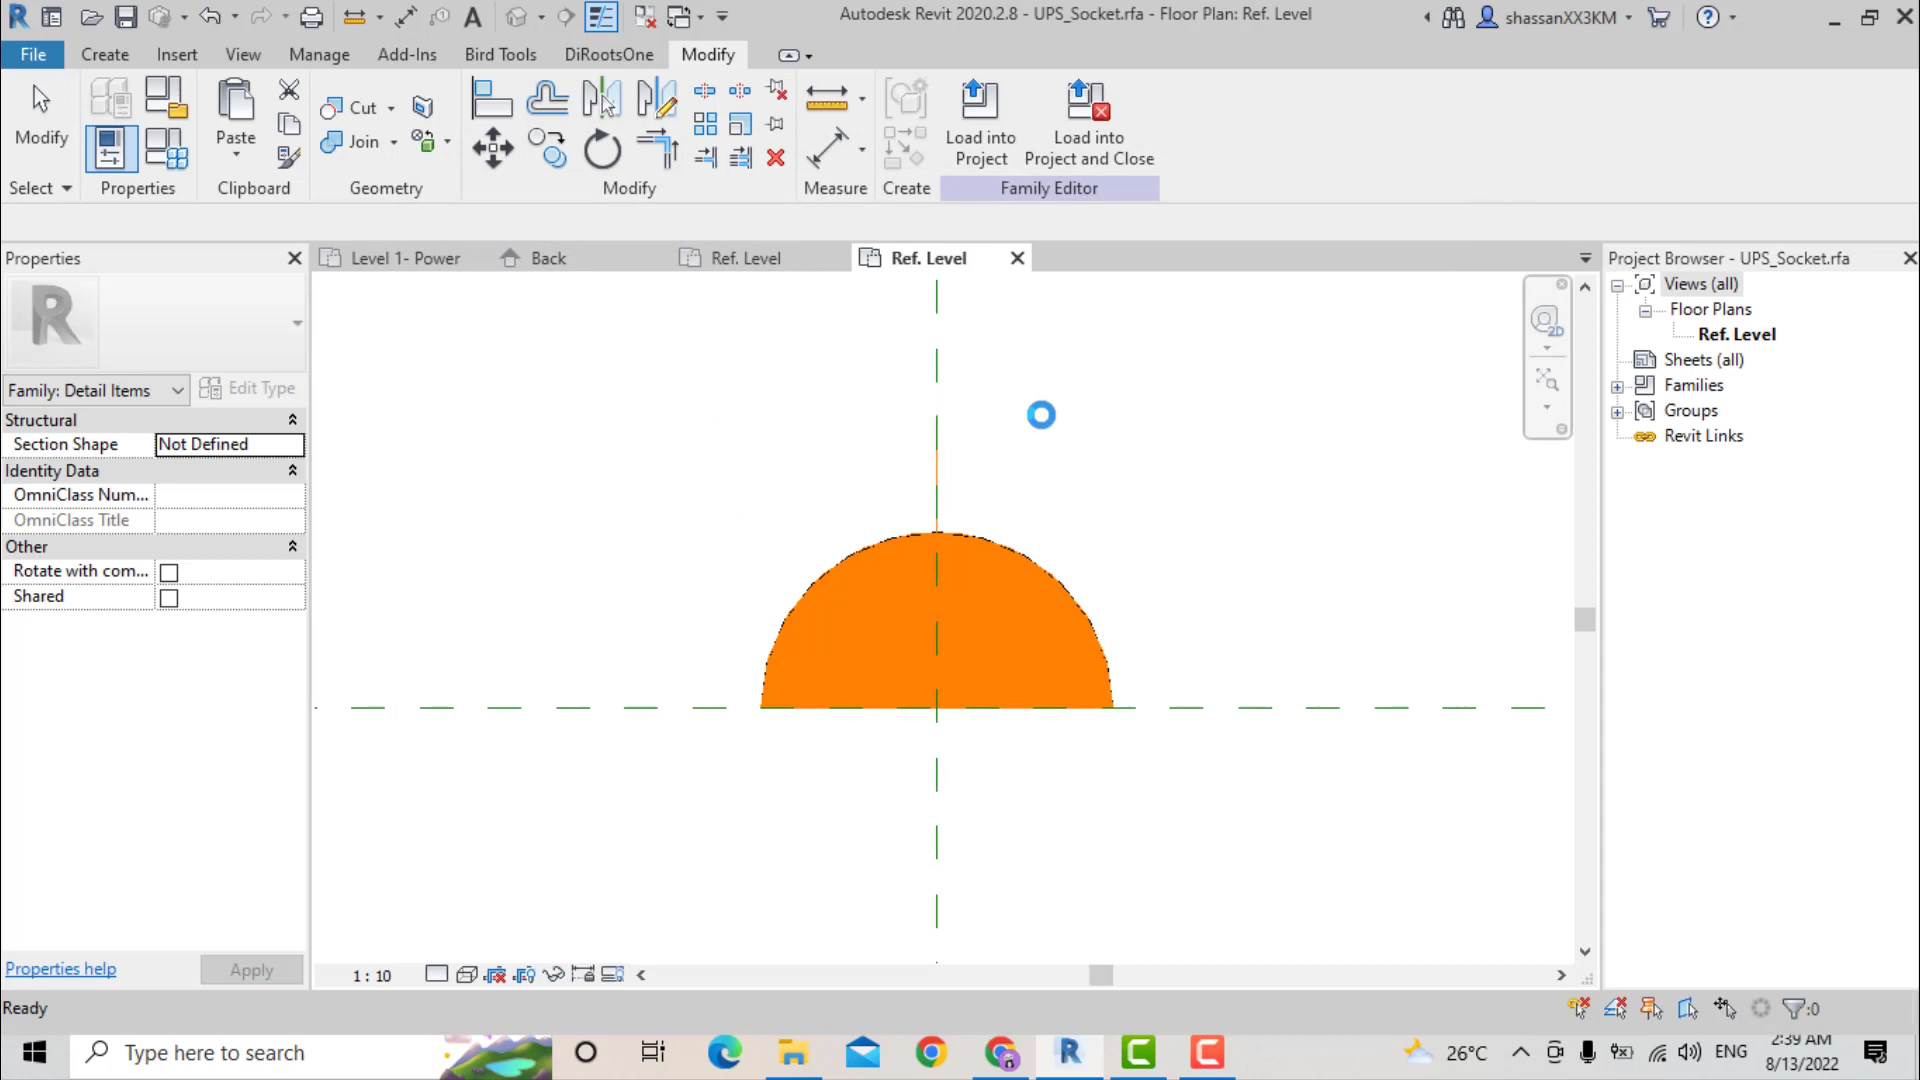 Autodesk Revit 2020.2.8 - UPS_Socket.rfa - Floor Plan: Ref. Level
shassanXX3KM
File Create Insert View Manage Add-Ins Bird Tools DiRootsOne Modify
Modify
Paste
Cut
Join
Load into Project
Load into Project and Close
Select Properties Clipboard Geometry Modify Measure Create Family Editor
Properties
Level 1- Power
Back
Ref. Level
Ref. Level
Project Browser - UPS_Socket.rfa
R
Family: Detail Items
Edit Type
Structural
Section Shape Not Defined
Identity Data
OmniClass Num...
OmniClass Title
Other
Rotate with com...
Shared
Views (all)
Floor Plans
Ref. Level
Sheets (all)
Families
Groups
Revit Links
2D
Properties help
Apply
1 : 10
Ready
:0
Type here to search
26°C
ENG
2:39 AM
8/13/2022